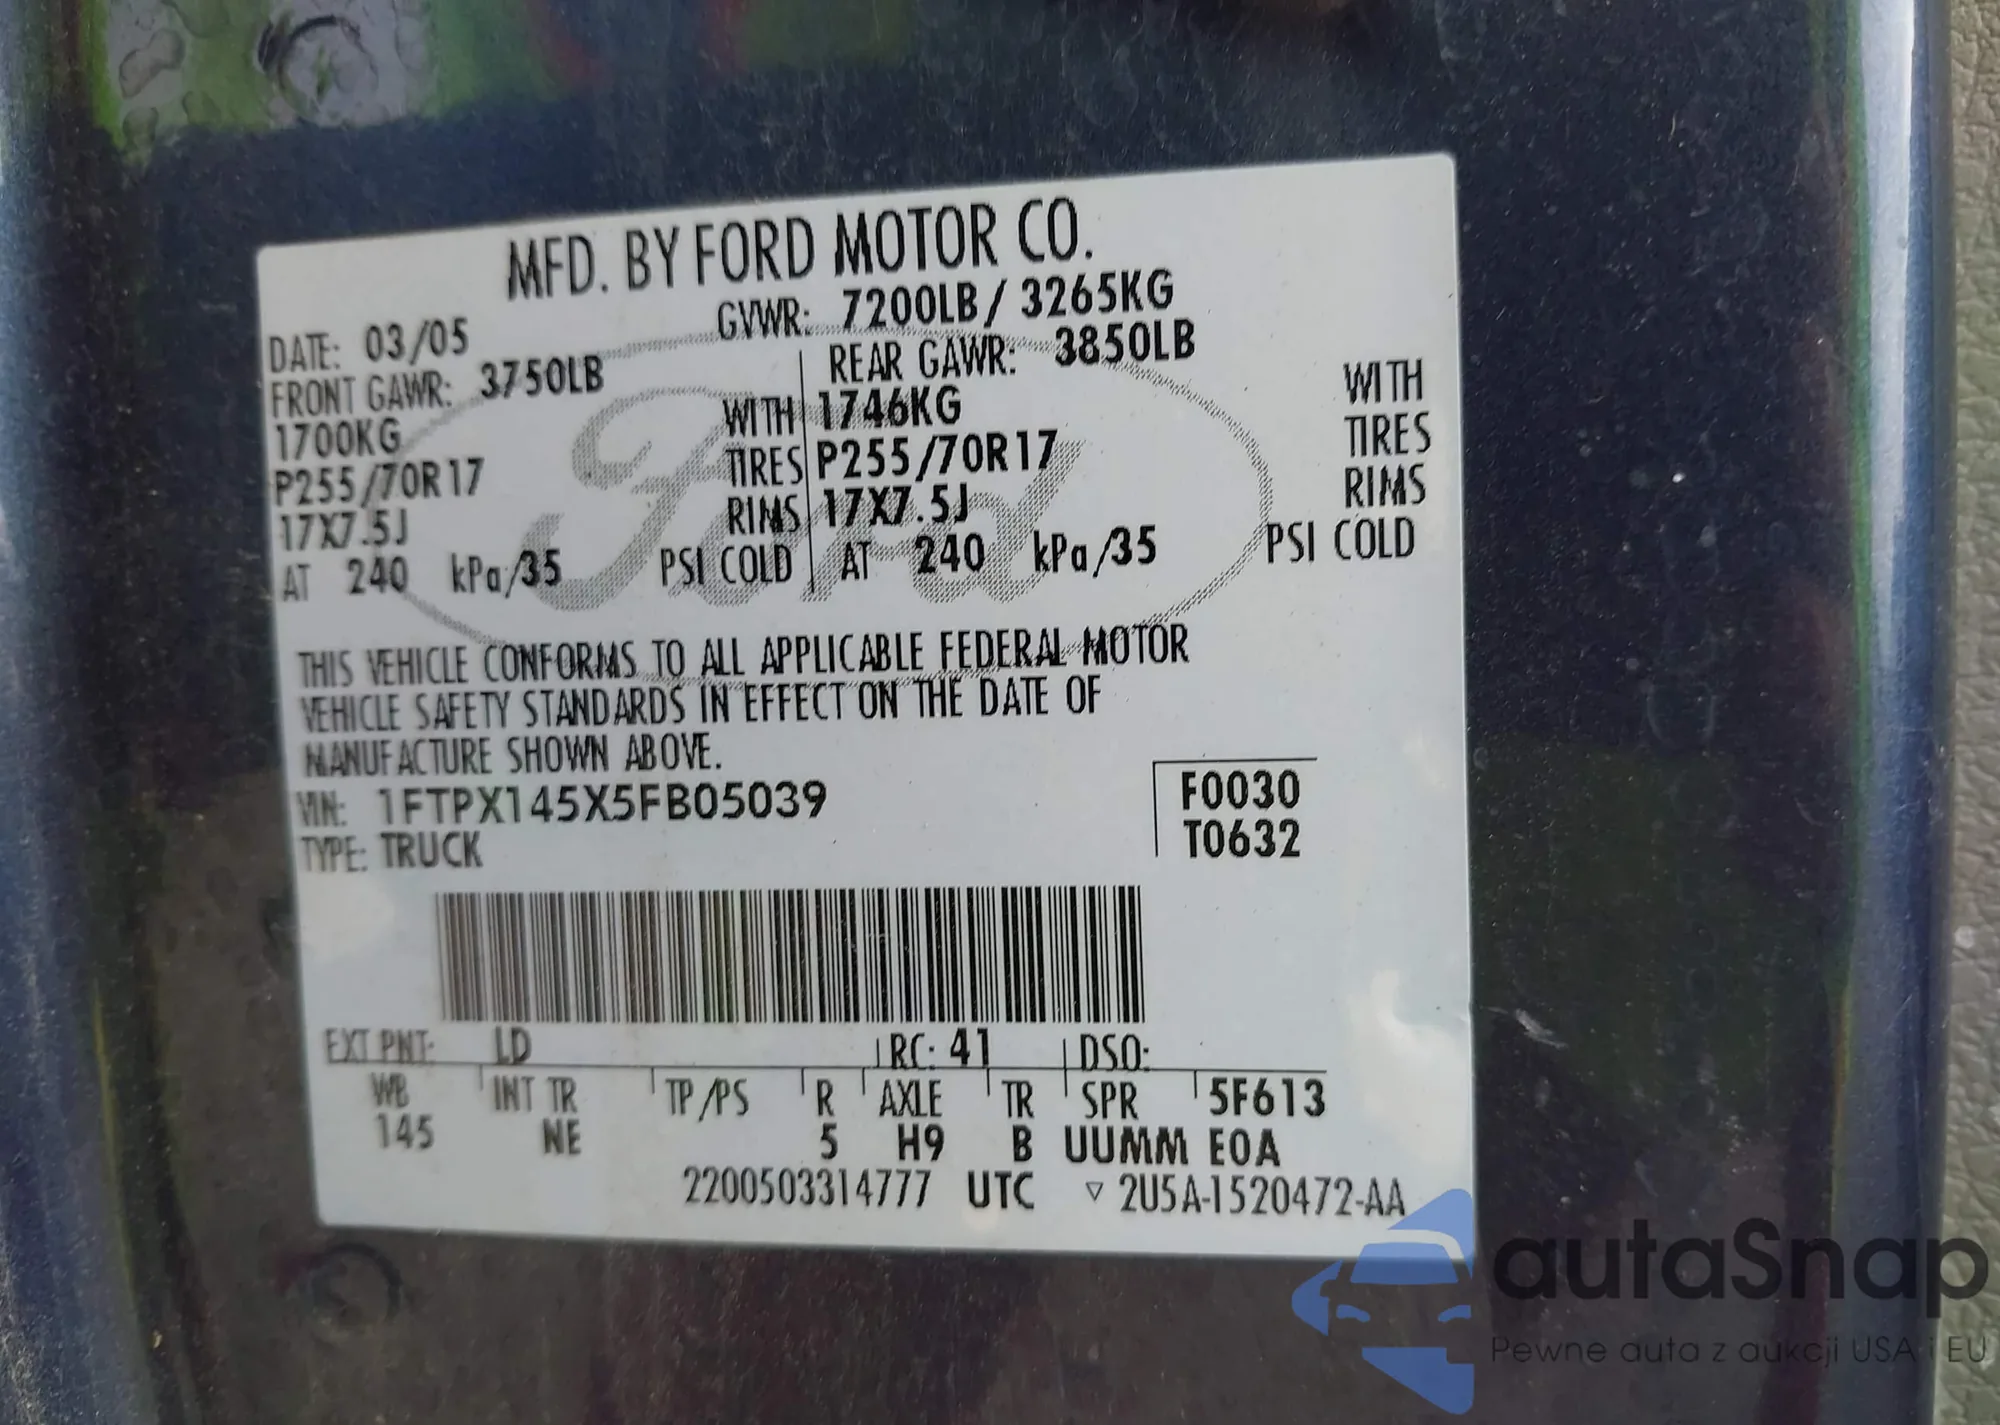 MFD. BY FORD MOTOR CO.
DATE: 03/05 GVWR: 7200LB / 3265KG
FRONT GAWR: 3750LB REAR GAWR: 3850LB
1700KG WITH 1746KG WITH
P255/70R17 TIRES P255/70R17 TIRES
17X7.5J RIMS 17X7.5J RIMS
AT 240 kPa/35 PSI COLD AT 240 kPa/35 PSI COLD
Ford
THIS VEHICLE CONFORMS TO ALL APPLICABLE FEDERAL MOTOR
VEHICLE SAFETY STANDARDS IN EFFECT ON THE DATE OF
MANUFACTURE SHOWN ABOVE.
VIN: 1FTPX145X5FB05039 F0030
TYPE: TRUCK T0632
EXT PNT: LD RC: 41 DSO:
WB INT TR TP/PS R AXLE TR SPR 5F613
145 NE 5 H9 B UUMM E0A
2200503314777 UTC ▽ 2U5A-1520472-AA
autaSnap
Pewne auta z aukcji USA i EU